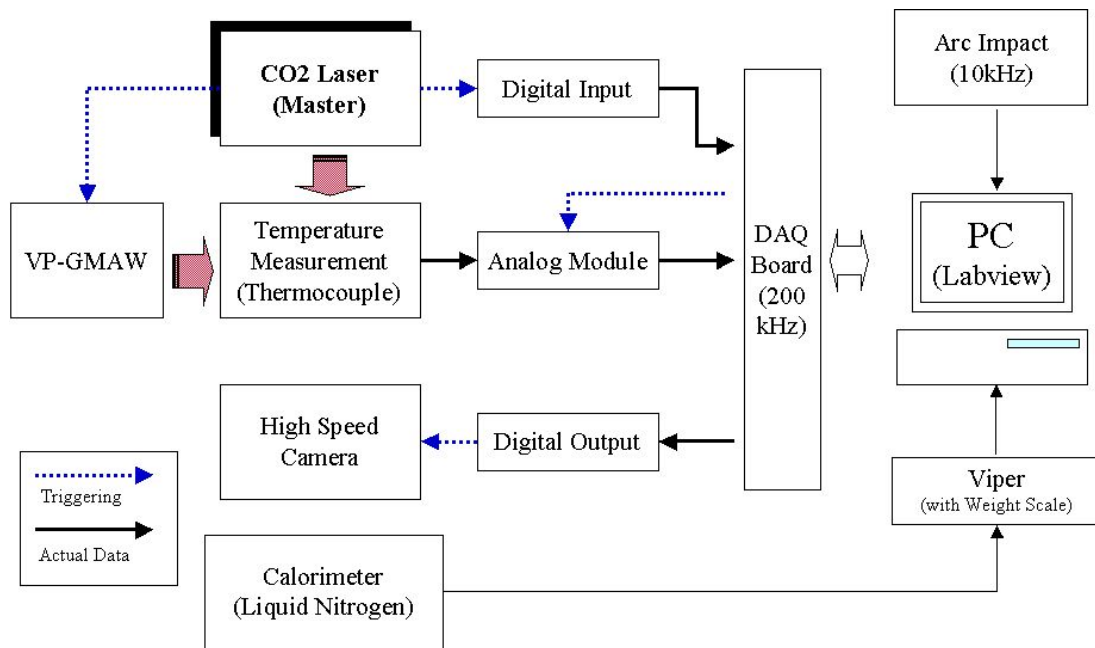 CO2 Laser
(Master)
Digital Input
Arc Impact
(10kHz)
VP-GMAW
Temperature
Measurement
(Thermocouple)
Analog Module
DAQ
Board
(200
kHz)
PC
(Labview)
High Speed
Camera
Digital Output
Triggering
Actual Data
Viper
(with Weight Scale)
Calorimeter
(Liquid Nitrogen)